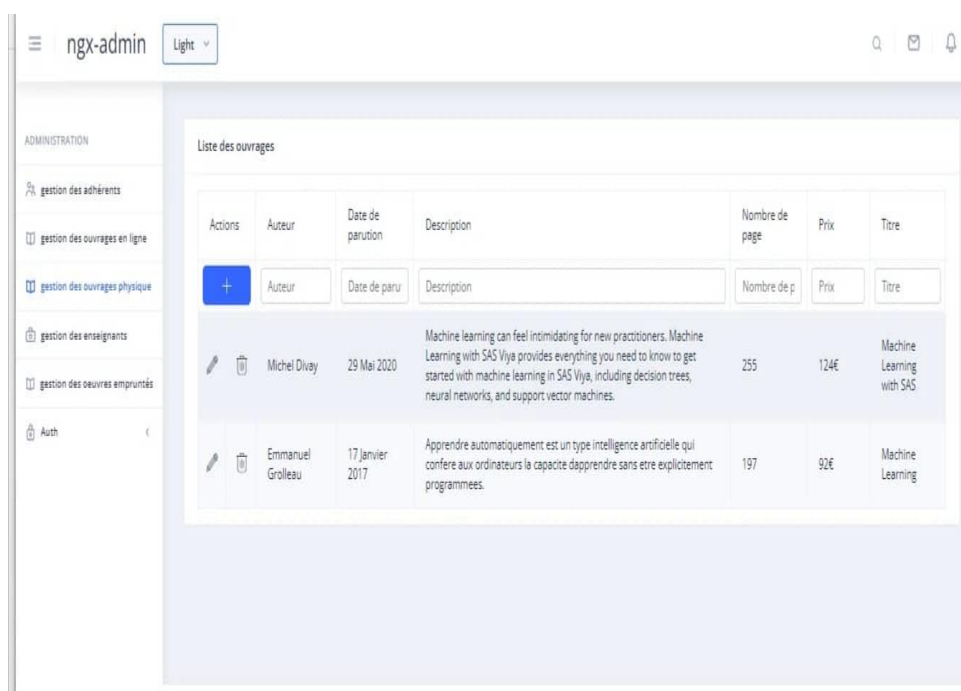 ngx-admin
Light
ADMINISTRATION
gestion des adhérents
gestion des ouvrages en ligne
gestion des ouvrages physique
gestion des enseignants
gestion des oeuvres empruntés
Auth
Liste des ouvrages
Actions
Auteur
Date de
parution
Description
Nombre de
page
Prix
Titre
Auteur
Date de paru
Description
Nombre de p
Prix
Titre
Michel Divay
29 Mai 2020
Machine learning can feel intimidating for new practitioners. Machine
Learning with SAS Viya provides everything you need to know to get
started with machine learning in SAS Viya, including decision trees,
neural networks, and support vector machines.
255
124€
Machine
Learning
with SAS
Emmanuel
Grolleau
17 Janvier
2017
Apprendre automatiquement est un type intelligence artificielle qui
confere aux ordinateurs la capacite dapprendre sans etre explicitement
programmees.
197
92€
Machine
Learning